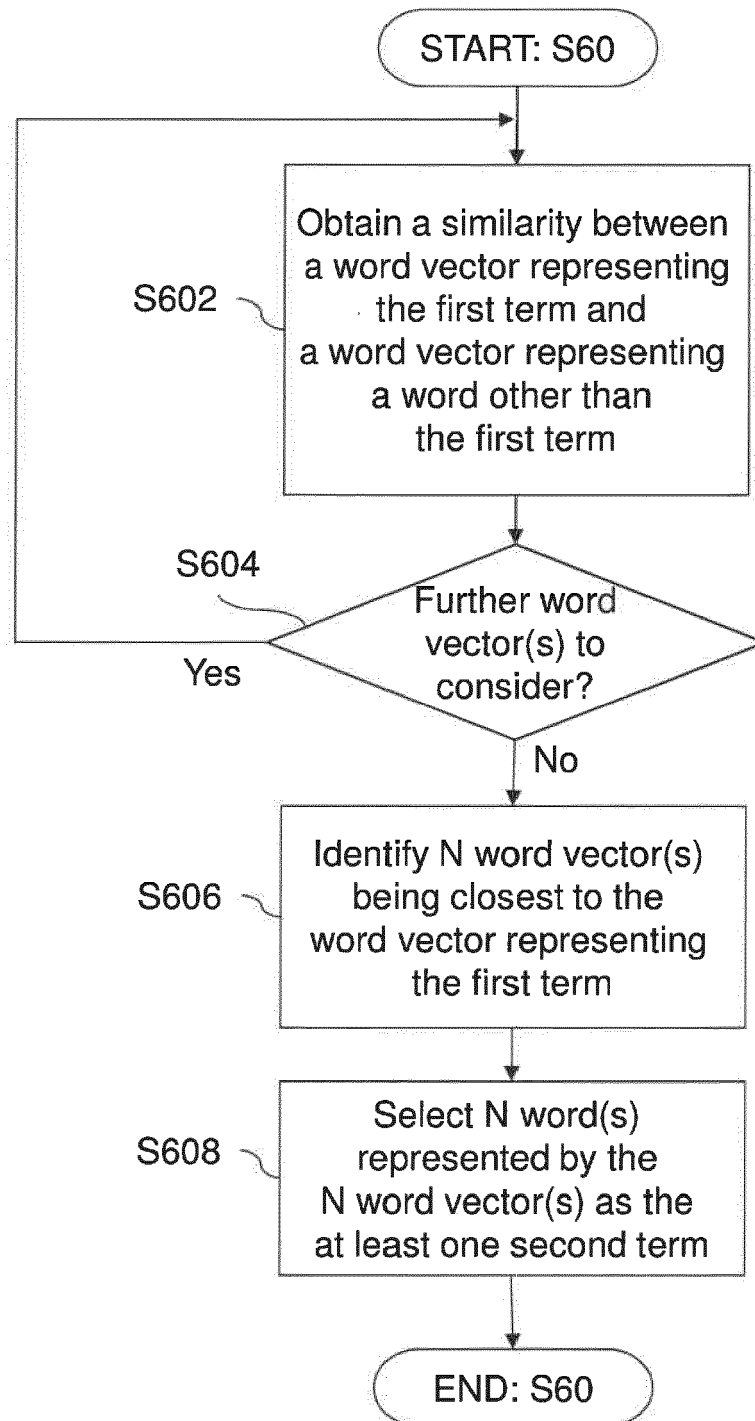 START: S60
S602
Obtain a similarity between
a word vector representing
the first term and
a word vector representing
a word other than
the first term
S604
Further word
vector(s) to
consider?
Yes
No
S606
Identify N word vector(s)
being closest to the
word vector representing
the first term
S608
Select N word(s)
represented by the
N word vector(s) as the
at least one second term
END: S60